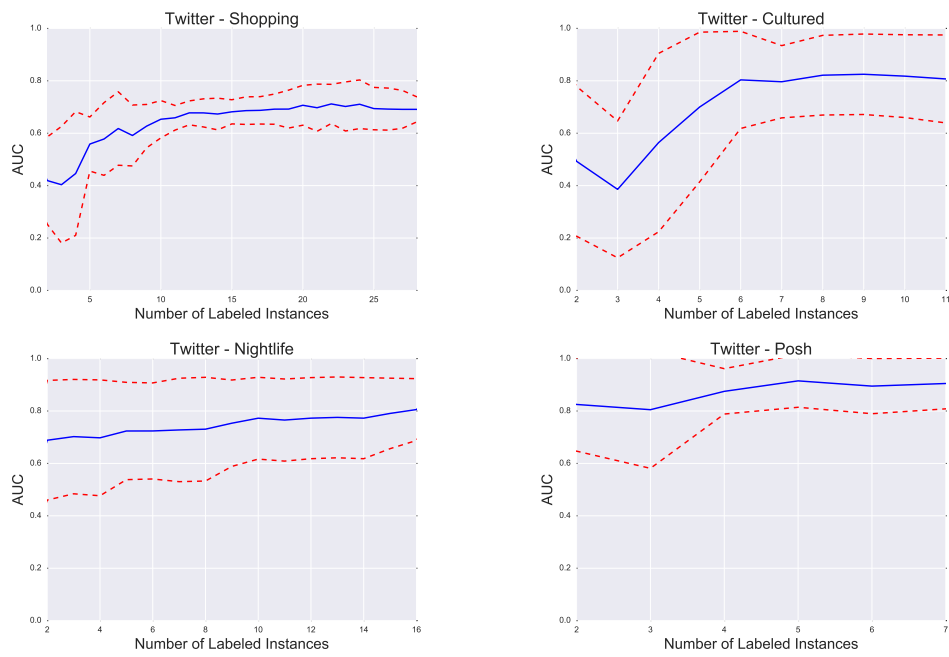 Twitter - Shopping
1.0
0.8
0.6
0.4
0.2
0.0
AUC
5 10 15 20 25
Number of Labeled Instances
Twitter - Cultured
1.0
0.8
0.6
0.4
0.2
0.0
AUC
2 3 4 5 6 7 8 9 10 11
Number of Labeled Instances
Twitter - Nightlife
1.0
0.8
0.6
0.4
0.2
0.0
AUC
2 4 6 8 10 12 14 16
Number of Labeled Instances
Twitter - Posh
1.0
0.8
0.6
0.4
0.2
0.0
AUC
2 3 4 5 6 7
Number of Labeled Instances